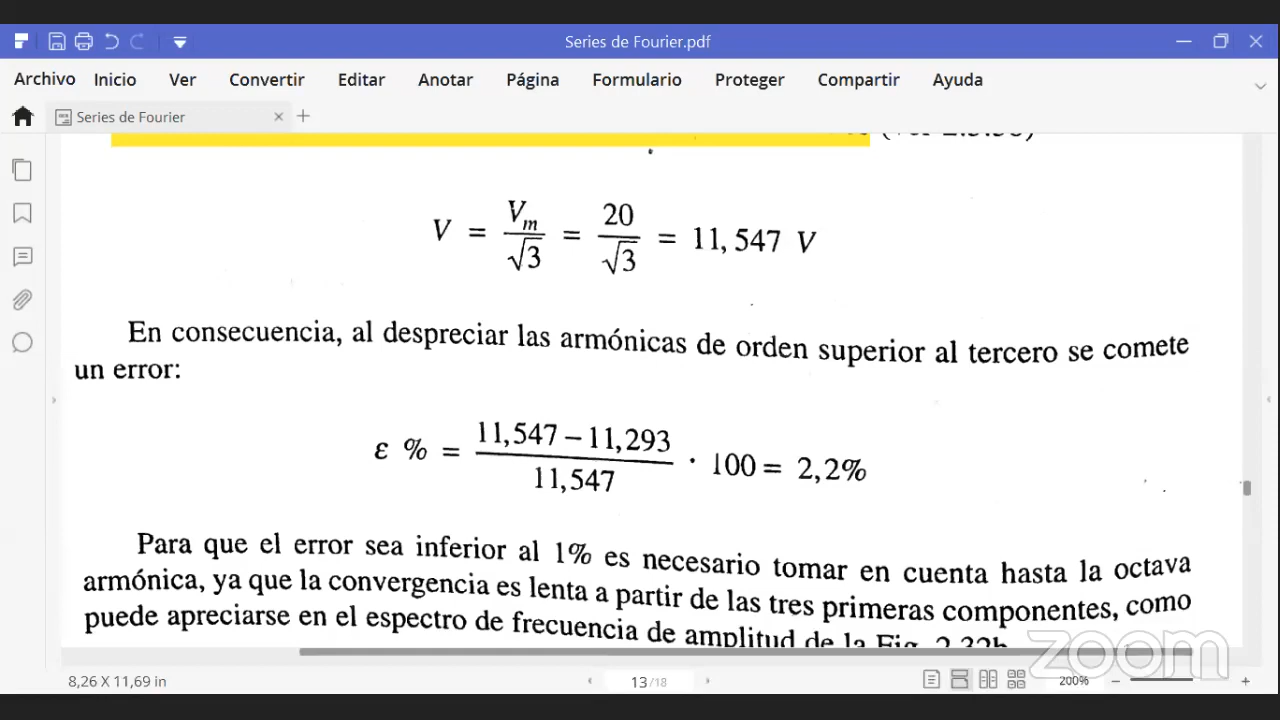 Series de Fourier.pdf
Archivo Inicio Ver Convertir Editar Anotar Página Formulario Proteger Compartir Ayuda
Series de Fourier
V = Vm/√3 = 20/√3 = 11,547 V
En consecuencia, al despreciar las armónicas de orden superior al tercero se comete
un error:
ε % = 11,547 – 11,293 / 11,547 · 100 = 2,2%
Para que el error sea inferior al 1% es necesario tomar en cuenta hasta la octava
armónica, ya que la convergencia es lenta a partir de las tres primeras componentes, como
puede apreciarse en el espectro de frecuencia de amplitud de la Fig. 2.32b
zoom
8,26 X 11,69 in 13/18 200%